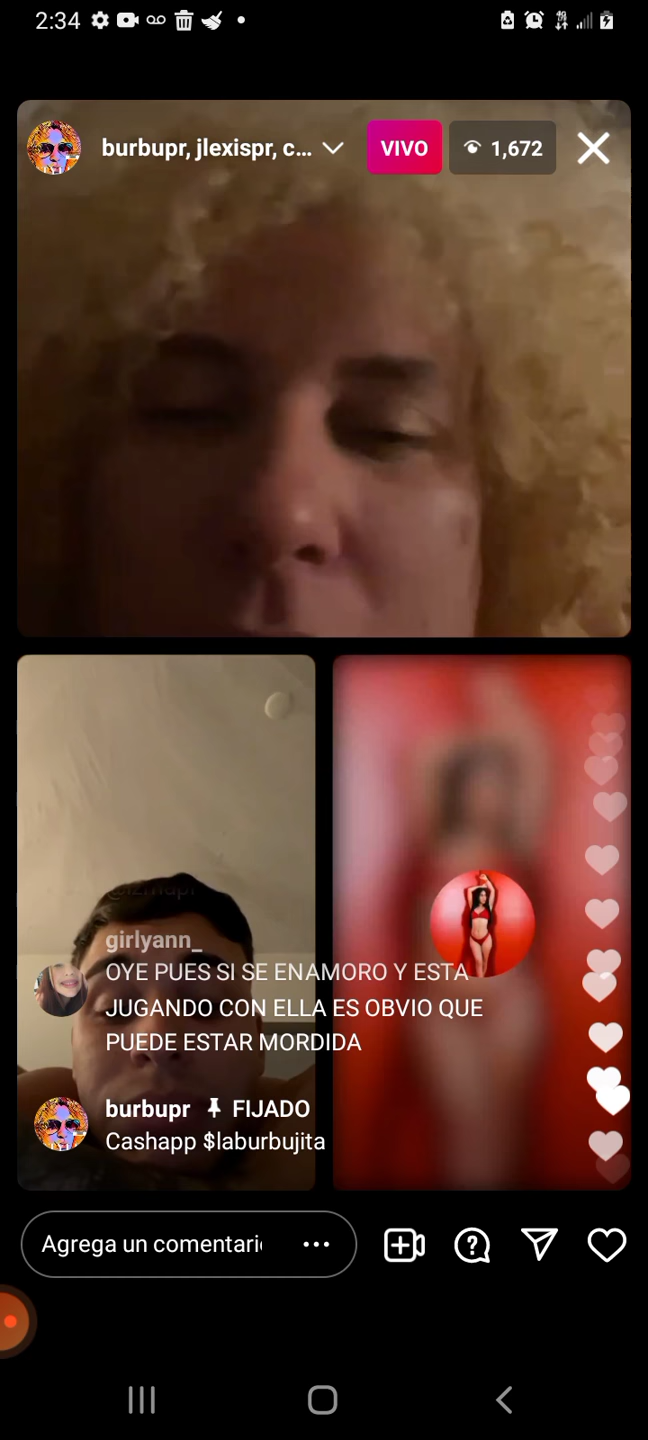 2:34
burbupr, jlexispr, c...
VIVO
1,672
girlyann_
OYE PUES SI SE ENAMORO Y ESTA
JUGANDO CON ELLA ES OBVIO QUE
PUEDE ESTAR MORDIDA
burbupr FIJADO
Cashapp $laburbujita
Agrega un comentari